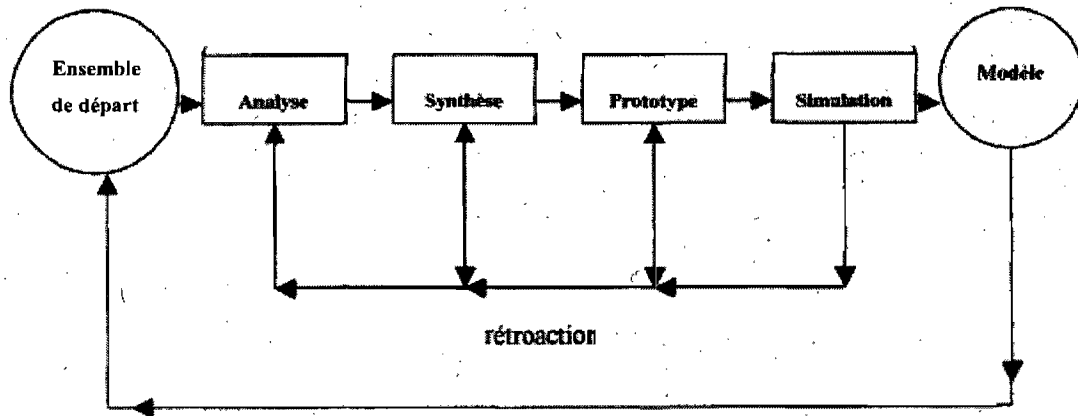 Ensemble
de départ
Analyse
Synthèse
Prototype
Simulation
Modèle
rétroaction